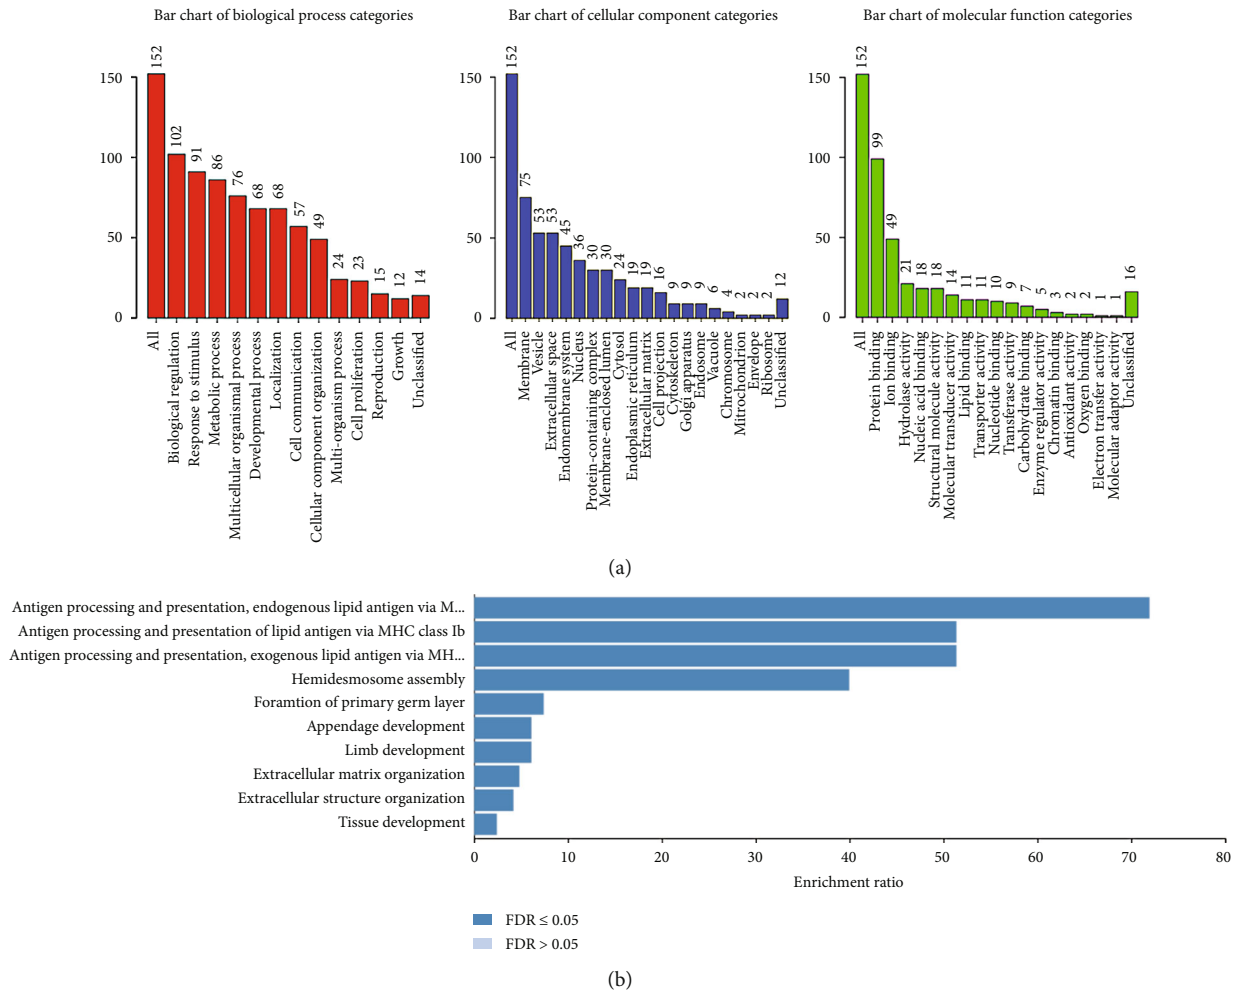 Bar chart of biological process categories
150
100
50
0
152
102
91
86
76
68
68
57
49
24
23
15
12
14
All
Biological regulation
Response to stimulus
Metabolic process
Multicellular organismal process
Developmental process
Localization
Cell communication
Cellular component organization
Multi-organism process
Cell proliferation
Reproduction
Growth
Unclassified
Bar chart of cellular component categories
150
100
50
0
152
75
53
53
45
36
30
30
24
19
19
16
9
9
9
6
4
2
2
2
12
All
Membrane
Vesicle
Extracellular space
Endomembrane system
Nucleus
Protein-containing complex
Membrane-enclosed lumen
Cytosol
Endoplasmic reticulum
Extracellular matrix
Cell projection
Cytoskeleton
Golgi apparatus
Endosome
Vacuole
Chromosome
Mitrochondrion
Envelope
Ribosome
Unclassified
Bar chart of molecular function categories
150
100
50
0
152
99
49
21
18
18
14
11
11
10
9
7
5
3
2
2
1
1
16
All
Protein binding
Ion binding
Hydrolase activity
Nucleic acid binding
Structural molecule activity
Molecular transducer activity
Lipid binding
Transporter activity
Nucleotide binding
Transferase activity
Carbohydrate binding
Enzyme regulator activity
Chromatin binding
Antioxidant activity
Oxygen binding
Electron transfer activity
Molecular adaptor activity
Unclassified
(a)
Antigen processing and presentation, endogenous lipid antigen via M...
Antigen processing and presentation of lipid antigen via MHC class Ib
Antigen processing and presentation, exogenous lipid antigen via MH...
Hemidesmosome assembly
Foramtion of primary germ layer
Appendage development
Limb development
Extracellular matrix organization
Extracellular structure organization
Tissue development
0 10 20 30 40 50 60 70 80
Enrichment ratio
FDR ≤ 0.05
FDR > 0.05
(b)